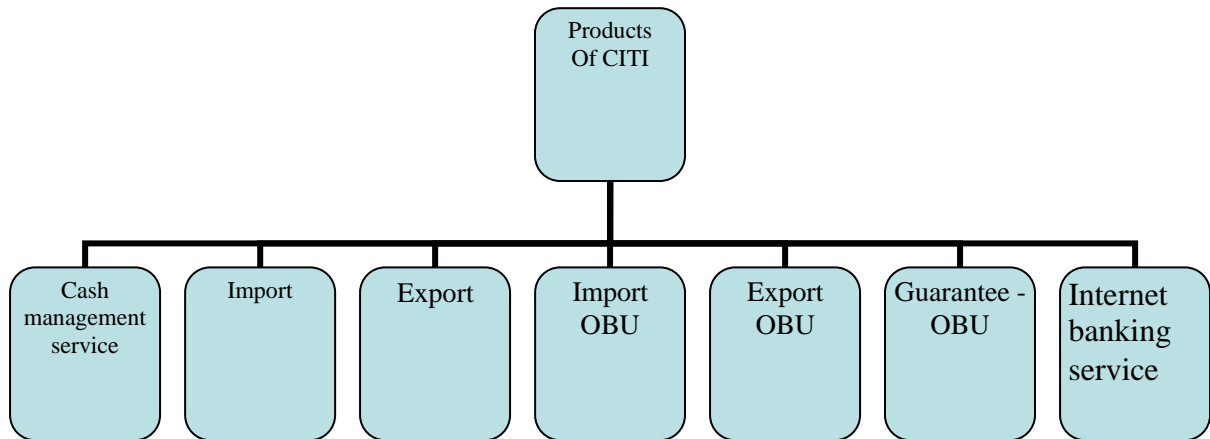 Products
Of CITI
Cash
management
service
Import
Export
Import
OBU
Export
OBU
Guarantee -
OBU
Internet
banking
service